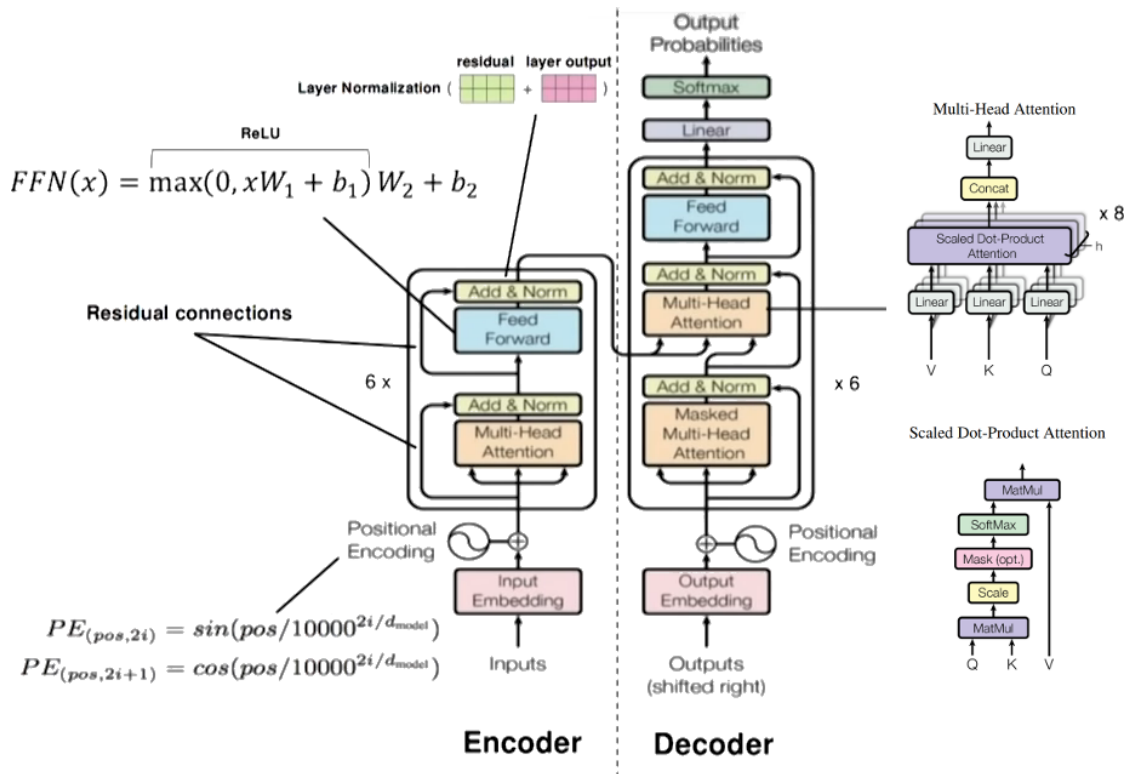 Output
Probabilities
Softmax
Linear
Add & Norm
Feed
Forward
Add & Norm
Multi-Head
Attention
Add & Norm
Masked
Multi-Head
Attention
x 6
Positional
Encoding
Output
Embedding
Outputs
(shifted right)
Decoder
residual layer output
Layer Normalization ( + )
ReLU
FFN(x) = max(0, xW₁ + b₁) W₂ + b₂
Residual connections
6 x
Add & Norm
Feed
Forward
Add & Norm
Multi-Head
Attention
Positional
Encoding
Input
Embedding
Inputs
PE(pos,2i) = sin(pos/10000^2i/d_model)
PE(pos,2i+1) = cos(pos/10000^2i/d_model)
Encoder
Multi-Head Attention
Linear
Concat
x 8
Scaled Dot-Product
Attention
h
Linear Linear Linear
V K Q
Scaled Dot-Product Attention
MatMul
SoftMax
Mask (opt.)
Scale
MatMul
Q K V